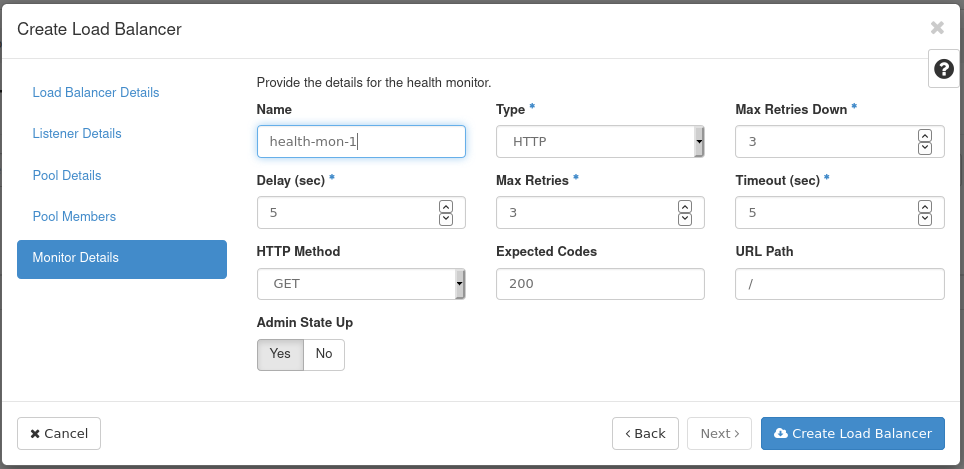 Create Load Balancer ×
?
Load Balancer Details
Listener Details
Pool Details
Pool Members
Monitor Details
Provide the details for the health monitor.
Name Type * Max Retries Down *
health-mon-1 HTTP 3
Delay (sec) * Max Retries * Timeout (sec) *
5 3 5
HTTP Method Expected Codes URL Path
GET 200 /
Admin State Up
Yes No
× Cancel ‹ Back Next › Create Load Balancer